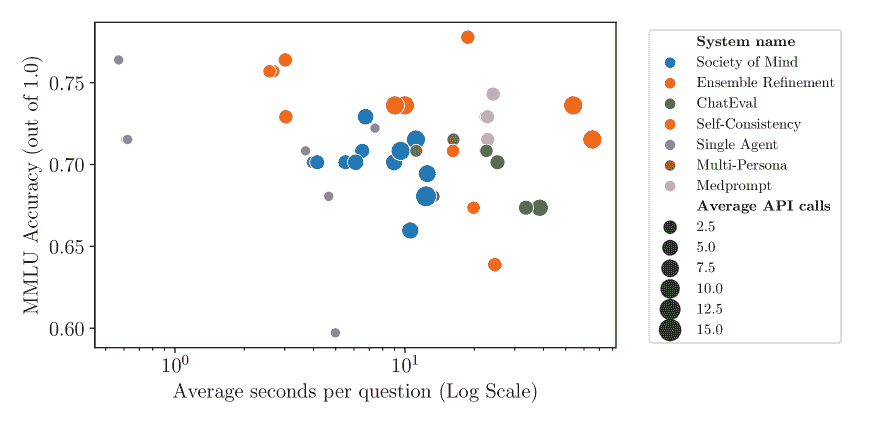 MMLU Accuracy (out of 1.0)
0.75
0.70
0.65
0.60
10^0
10^1
Average seconds per question (Log Scale)
System name
Society of Mind
Ensemble Refinement
ChatEval
Self-Consistency
Single Agent
Multi-Persona
Medprompt
Average API calls
2.5
5.0
7.5
10.0
12.5
15.0